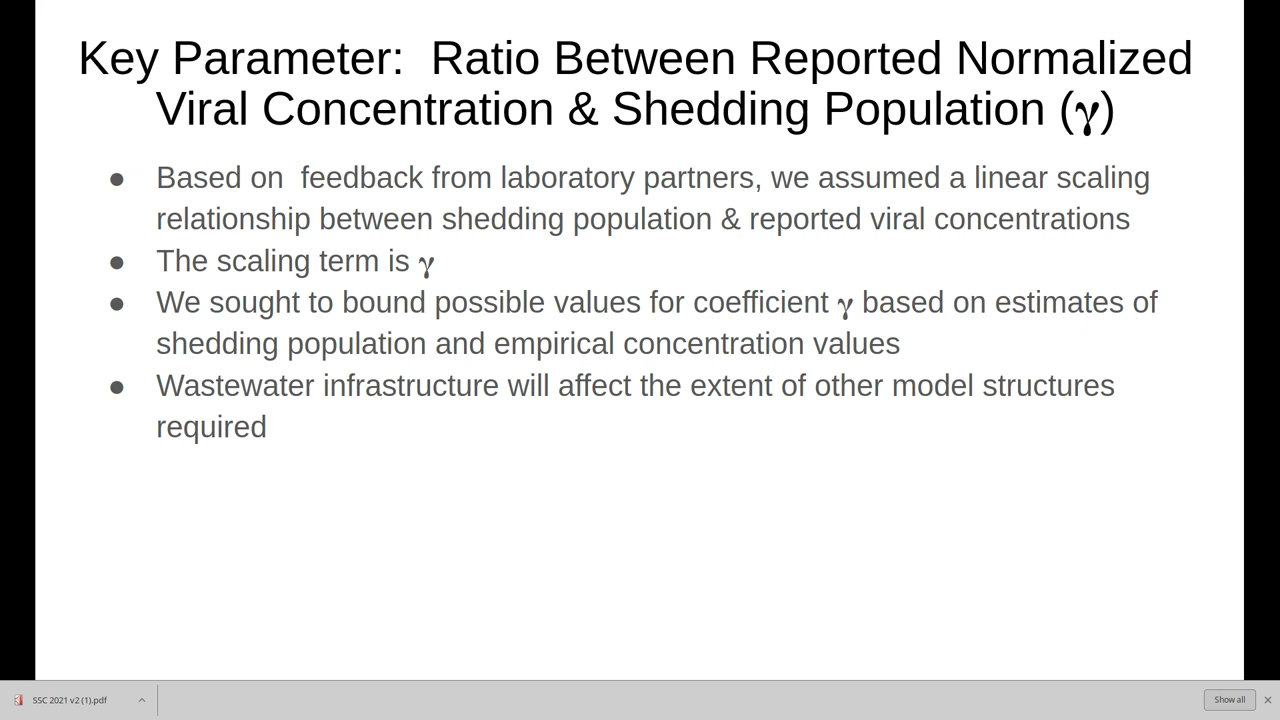 Key Parameter:  Ratio Between Reported Normalized
Viral Concentration & Shedding Population (γ)
● Based on  feedback from laboratory partners, we assumed a linear scaling
relationship between shedding population & reported viral concentrations
● The scaling term is γ
● We sought to bound possible values for coefficient γ based on estimates of
shedding population and empirical concentration values
● Wastewater infrastructure will affect the extent of other model structures
required
SSC 2021 v2 (1).pdf
Show all